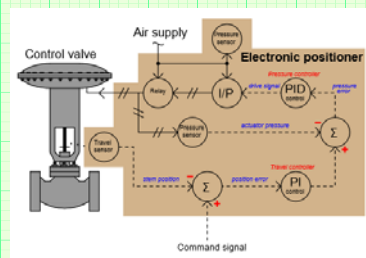 Air supply
Pressure
sensor
Control valve
Electronic positioner
Pressure controller
drive signal
PID
control
pressure
error
Relay
I/P
Pressure
sensor
actuator pressure
Σ
−
+
Travel
sensor
Travel controller
stem position
−
Σ
+
position error
PI
control
Command signal